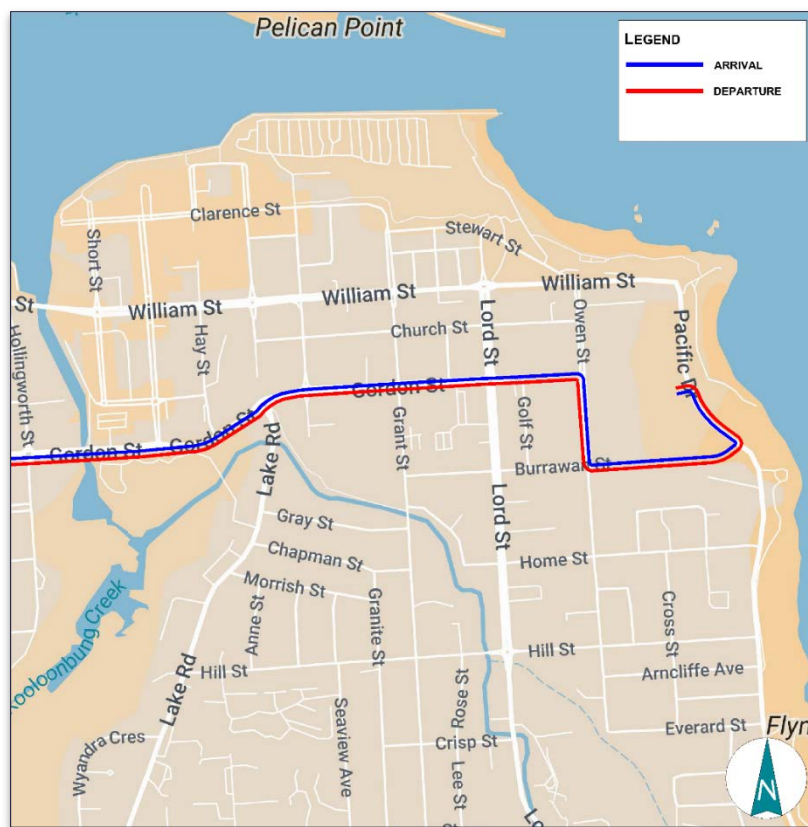 Pelican Point
LEGEND
ARRIVAL
DEPARTURE
Clarence St
Short St
Stewart St
St
William St
William St
William St
Hollingworth St
Hay St
Church St
Lord St
Owen St
Pacific Dr
Gordon St
Gordon St
Gordon St
Grant St
Golf St
Lake Rd
Burrawan St
Gray St
Lord St
Chapman St
Home St
Morrish St
Kooloonbung Creek
Anne St
Granite St
Cross St
Hill St
Hill St
Lake Rd
Rose St
Arncliffe Ave
Seaview Ave
Everard St
Flyn
Wyandra Cres
Crisp St
Lee St
Lo
N